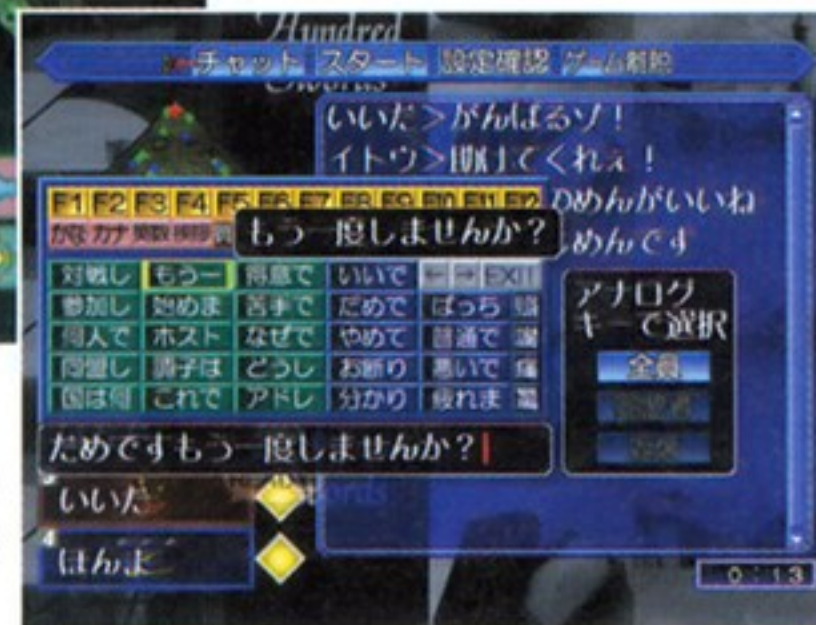 Hundred
Swords
チャット スタート 設定確認 ゲーム離脱
いいだ>がんばるゾ!
イトウ>助けてくれぇ!
のめんがいいね
めんです
F1 F2 F3 F4 F5 F6 F7 F8 F9 F10 F11 F12
かな カナ 英数
もう一度しませんか?
対戦し もう一 得意で いいで ← → EXIT
参加し 始めま 苦手で だめで ばっち
何人で ホスト なぜで やめて 普通で
同盟し 調子は どうし お断り 悪いで
国は何 これで アドレ 分かり 疲れま
アナログ
キーで選択
全員
だめですもう一度しませんか?
いいだ
4
ほんま
0:13